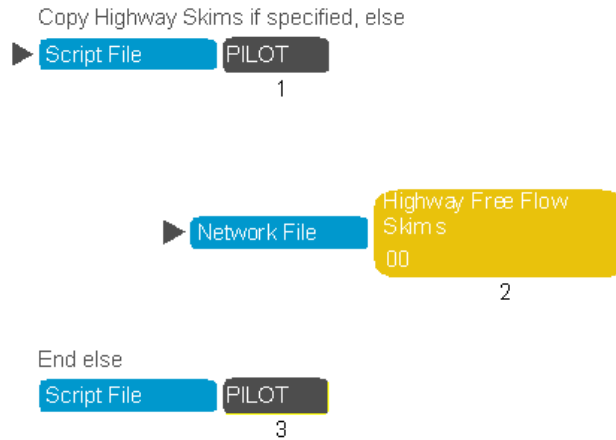 Copy Highway Skims if specified, else
Script File PILOT
1
Highway Free Flow
Skims
Network File
00
2
End else
Script File PILOT
3